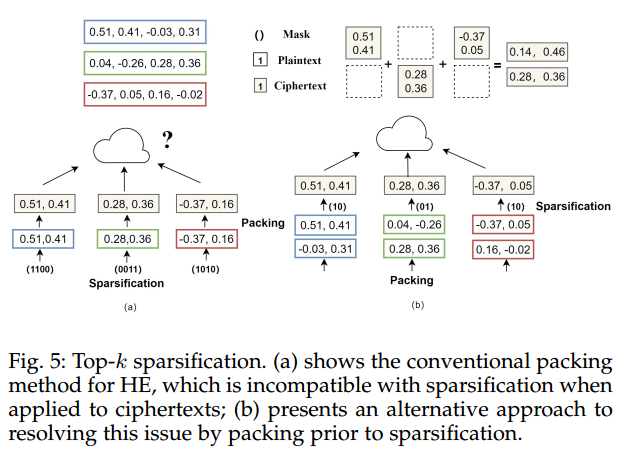 0.51, 0.41, -0.03, 0.31
0.04, -0.26, 0.28, 0.36
-0.37, 0.05, 0.16, -0.02
?
0.51, 0.41
0.28, 0.36
-0.37, 0.16
Packing
0.51,0.41
0.28,0.36
-0.37, 0.16
(1100)
(0011)
(1010)
Sparsification
(a)
() Mask
1 Plaintext
1 Ciphertext
0.51
0.41
+
0.28
0.36
+
-0.37
0.05
=
0.14, 0.46
0.28, 0.36
0.51, 0.41
0.28, 0.36
-0.37, 0.05
(10)
(01)
(10)
Sparsification
0.51, 0.41
0.04, -0.26
-0.37, 0.05
-0.03, 0.31
0.28, 0.36
0.16, -0.02
Packing
(b)
Fig. 5: Top-k sparsification. (a) shows the conventional packing
method for HE, which is incompatible with sparsification when
applied to ciphertexts; (b) presents an alternative approach to
resolving this issue by packing prior to sparsification.